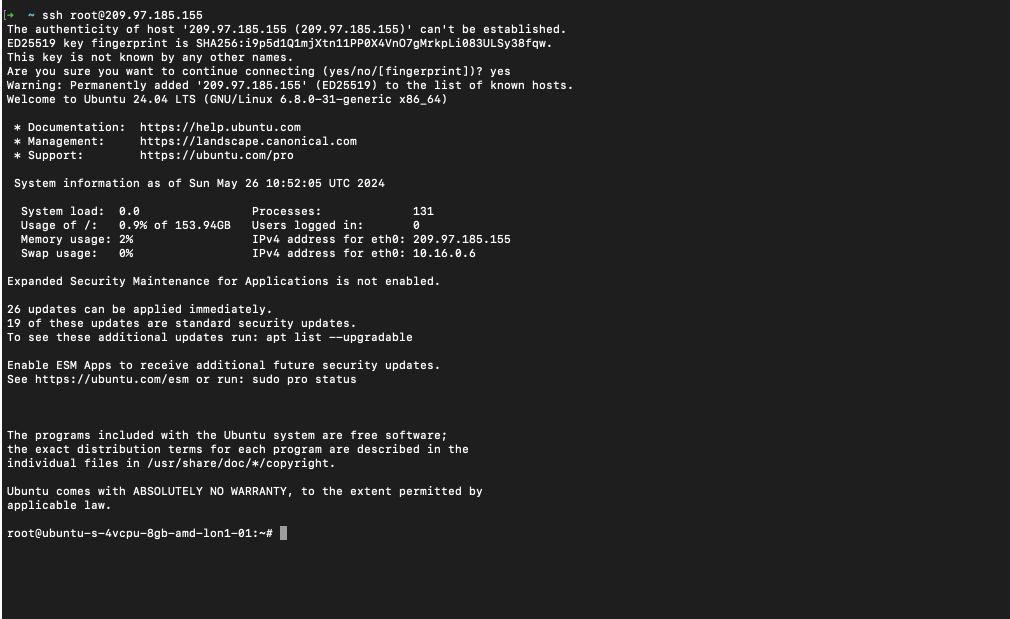 [➜  ~ ssh root@209.97.185.155
The authenticity of host '209.97.185.155 (209.97.185.155)' can't be established.
ED25519 key fingerprint is SHA256:i9p5d1Q1mjXtn11PP0X4VnO7gMrkpLi083ULSy38fqw.
This key is not known by any other names.
Are you sure you want to continue connecting (yes/no/[fingerprint])? yes
Warning: Permanently added '209.97.185.155' (ED25519) to the list of known hosts.
Welcome to Ubuntu 24.04 LTS (GNU/Linux 6.8.0-31-generic x86_64)
* Documentation:  https://help.ubuntu.com
* Management:     https://landscape.canonical.com
* Support:        https://ubuntu.com/pro
System information as of Sun May 26 10:52:05 UTC 2024
System load:  0.0                Processes:             131
Usage of /:   0.9% of 153.94GB   Users logged in:       0
Memory usage: 2%                 IPv4 address for eth0: 209.97.185.155
Swap usage:   0%                 IPv4 address for eth0: 10.16.0.6
Expanded Security Maintenance for Applications is not enabled.
26 updates can be applied immediately.
19 of these updates are standard security updates.
To see these additional updates run: apt list --upgradable
Enable ESM Apps to receive additional future security updates.
See https://ubuntu.com/esm or run: sudo pro status
The programs included with the Ubuntu system are free software;
the exact distribution terms for each program are described in the
individual files in /usr/share/doc/*/copyright.
Ubuntu comes with ABSOLUTELY NO WARRANTY, to the extent permitted by
applicable law.
root@ubuntu-s-4vcpu-8gb-amd-lon1-01:~#